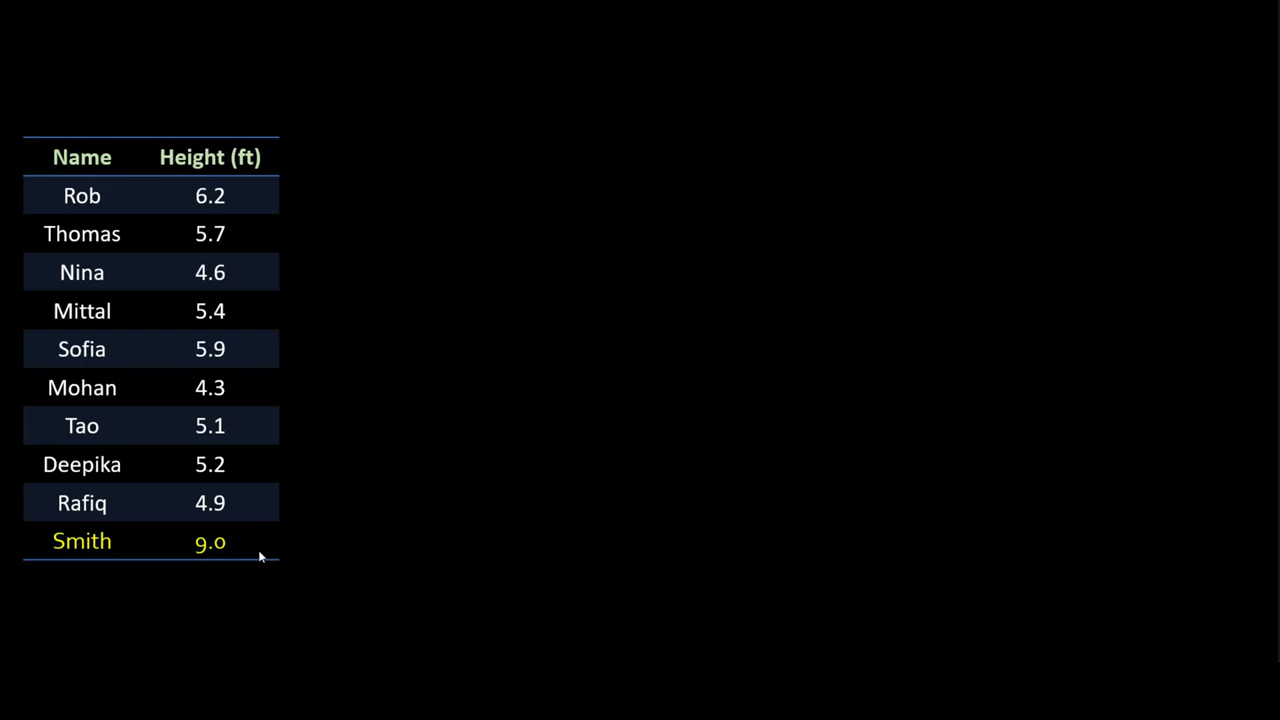 Name Height (ft)
Rob 6.2
Thomas 5.7
Nina 4.6
Mittal 5.4
Sofia 5.9
Mohan 4.3
Tao 5.1
Deepika 5.2
Rafiq 4.9
Smith 9.0